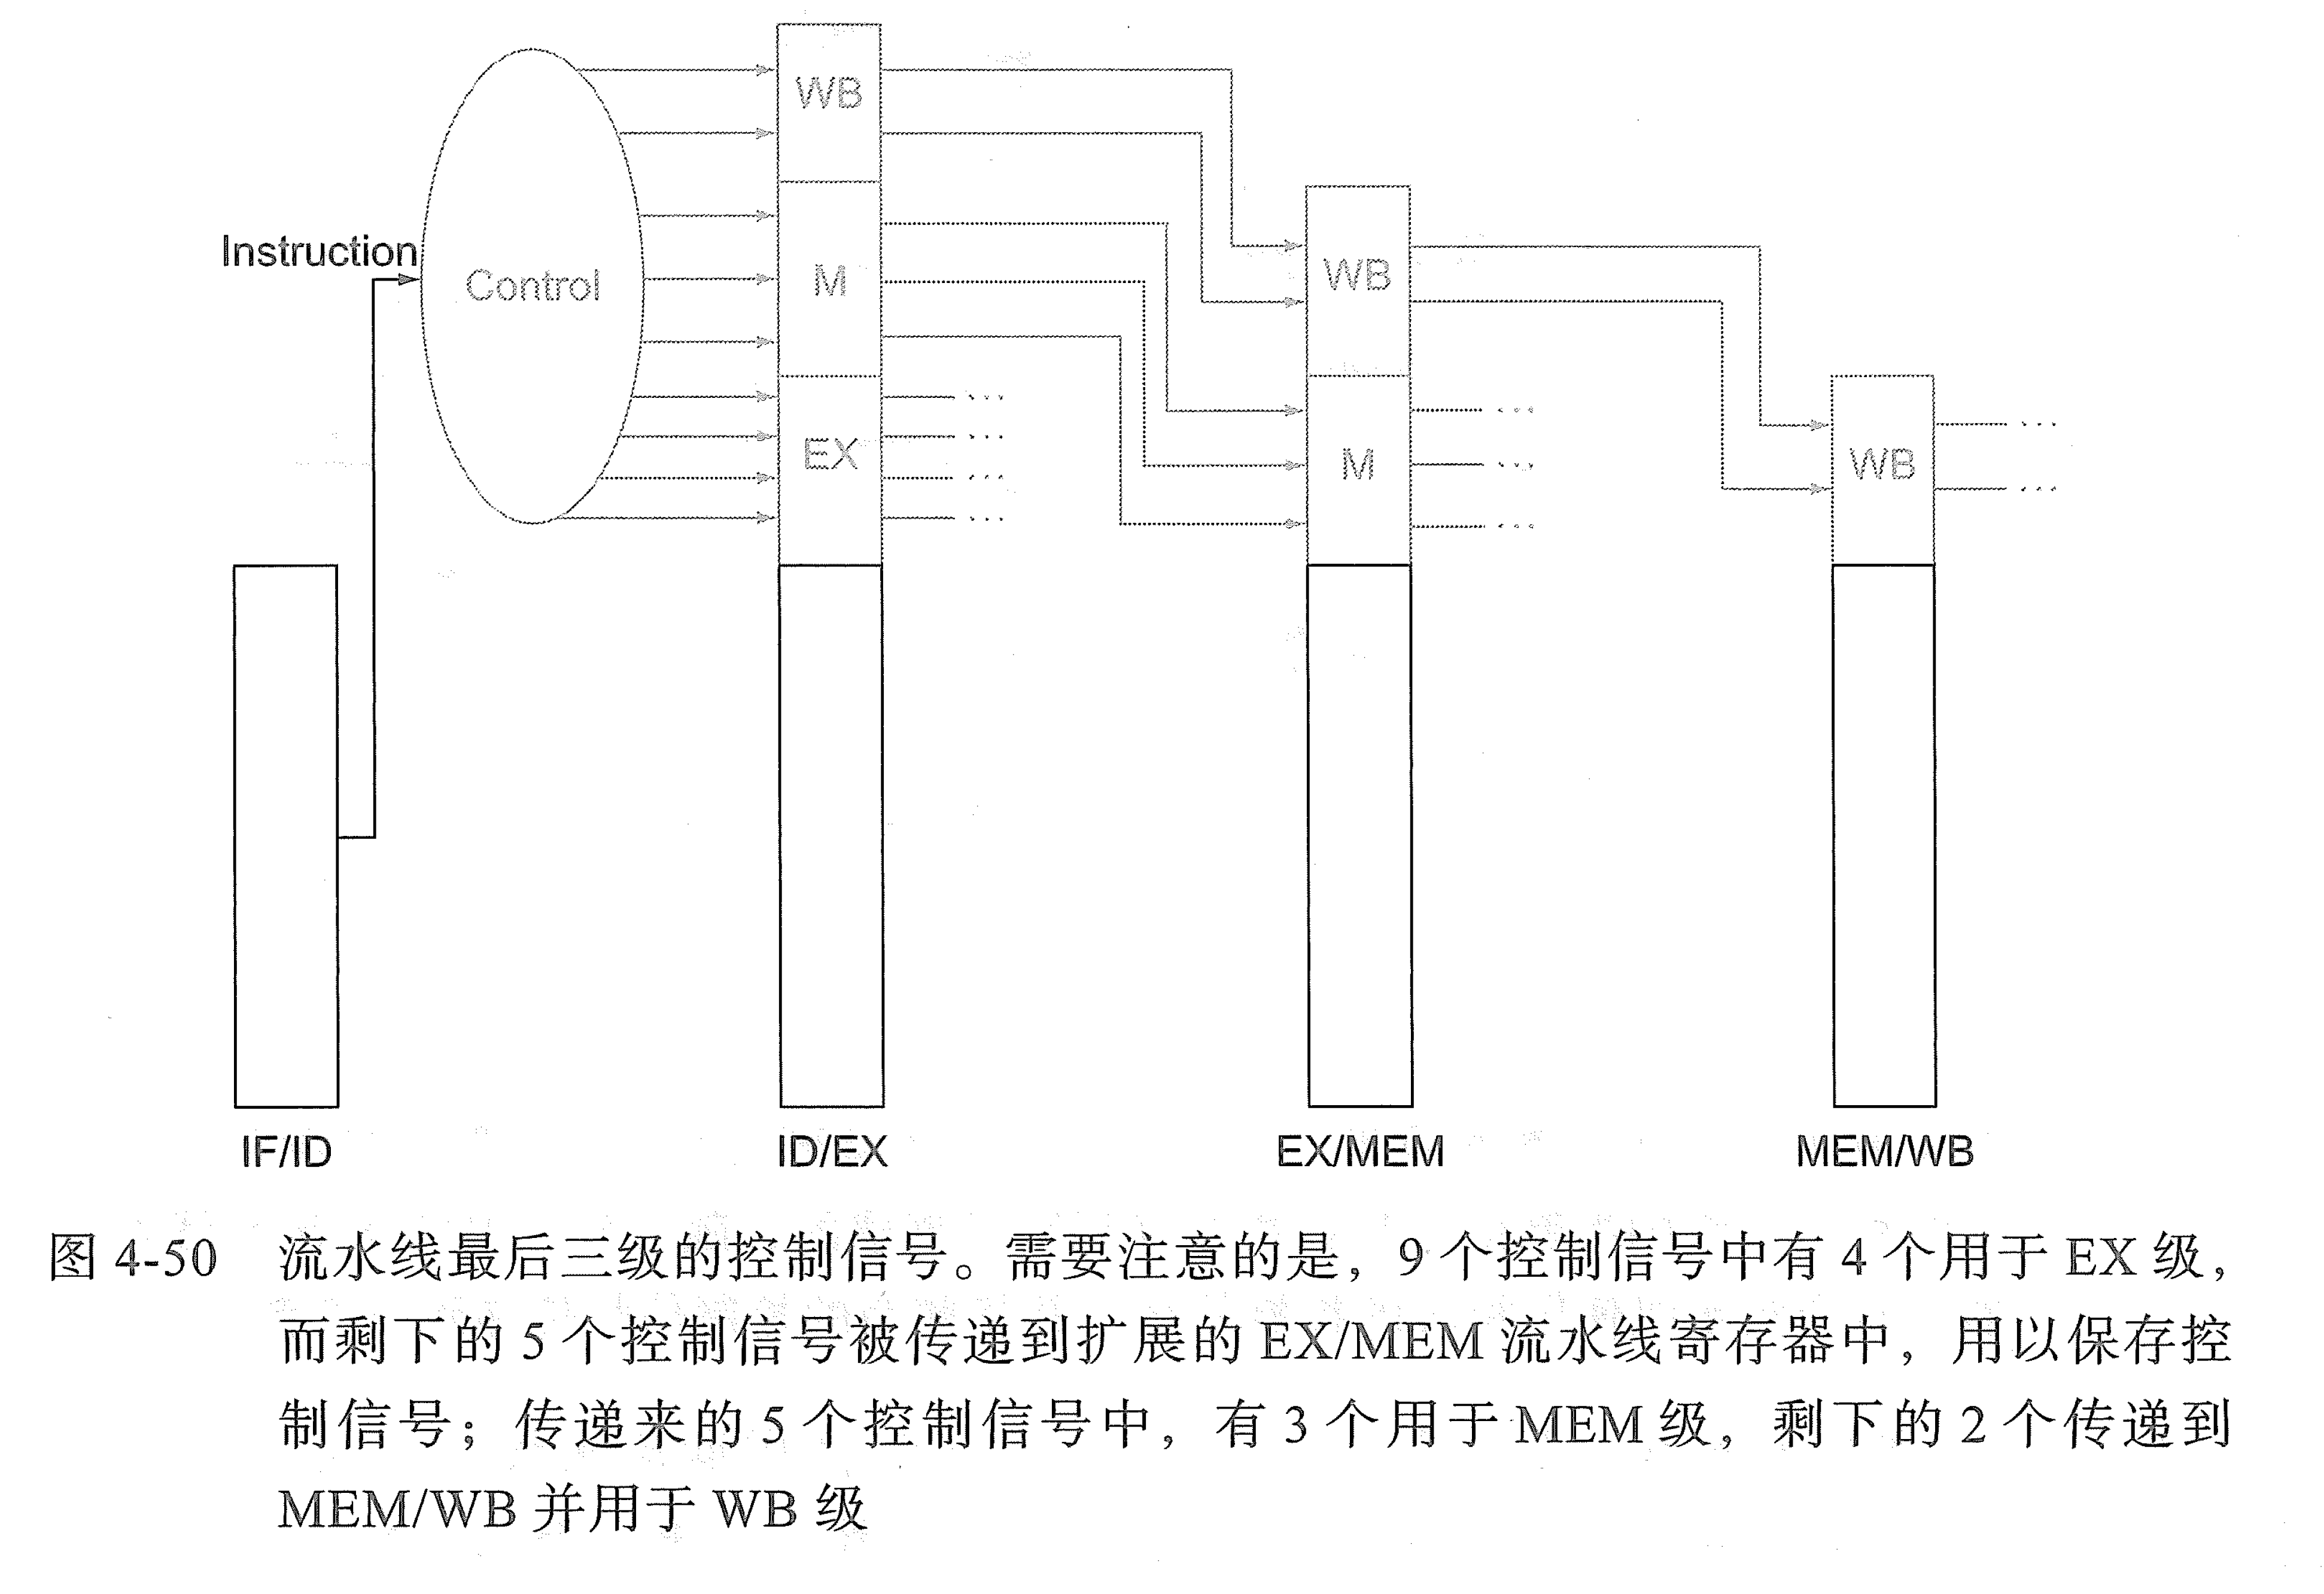 WB
Instruction
Control
M
WB
EX
M
WB
IF/ID
ID/EX
EX/MEM
MEM/WB
图 4-50 流水线最后三级的控制信号。需要注意的是，9 个控制信号中有 4 个用于 EX 级，
而剩下的 5 个控制信号被传递到扩展的 EX/MEM 流水线寄存器中，用以保存控
制信号；传递来的 5 个控制信号中，有 3 个用于 MEM 级，剩下的 2 个传递到
MEM/WB 并用于 WB 级